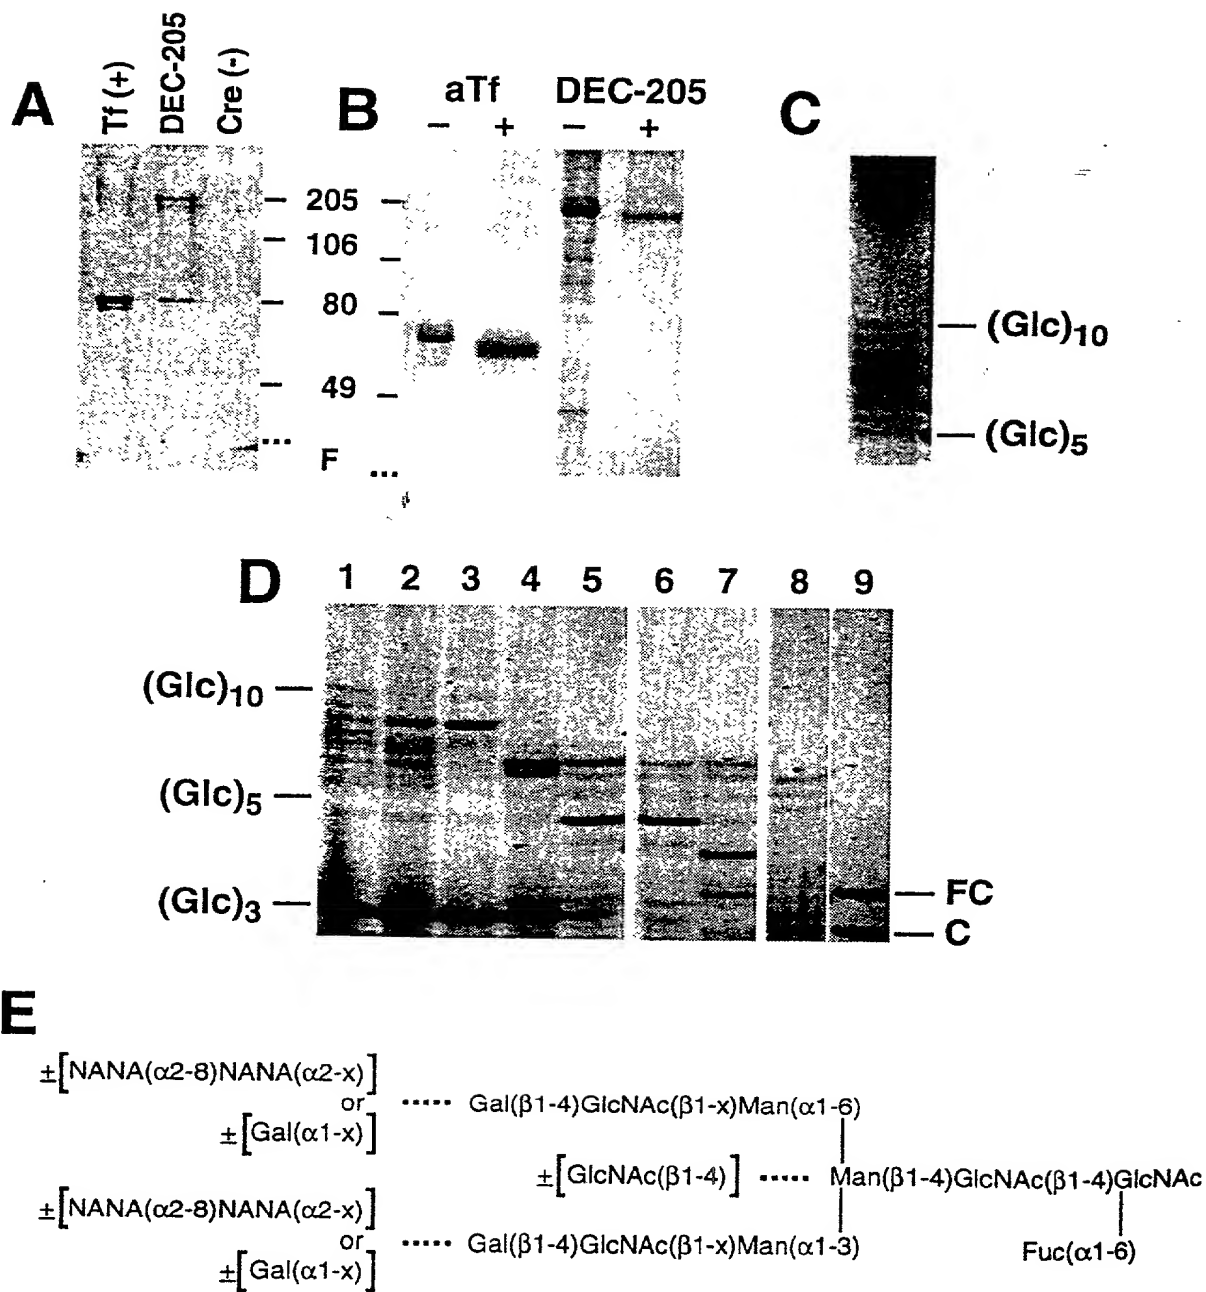 A
Tf (+)
DEC-205
Cre (-)
205
106
80
49
F
B
aTf
DEC-205
− + − +
C
(Glc)10
(Glc)5
D
1 2 3 4 5 6 7 8 9
(Glc)10
(Glc)5
(Glc)3
FC
C
E
±[NANA(α2-8)NANA(α2-x)]
or
±[Gal(α1-x)]
Gal(β1-4)GlcNAc(β1-x)Man(α1-6)
±[GlcNAc(β1-4)] ····· Man(β1-4)GlcNAc(β1-4)GlcNAc
±[NANA(α2-8)NANA(α2-x)]
or
±[Gal(α1-x)]
Gal(β1-4)GlcNAc(β1-x)Man(α1-3)
Fuc(α1-6)